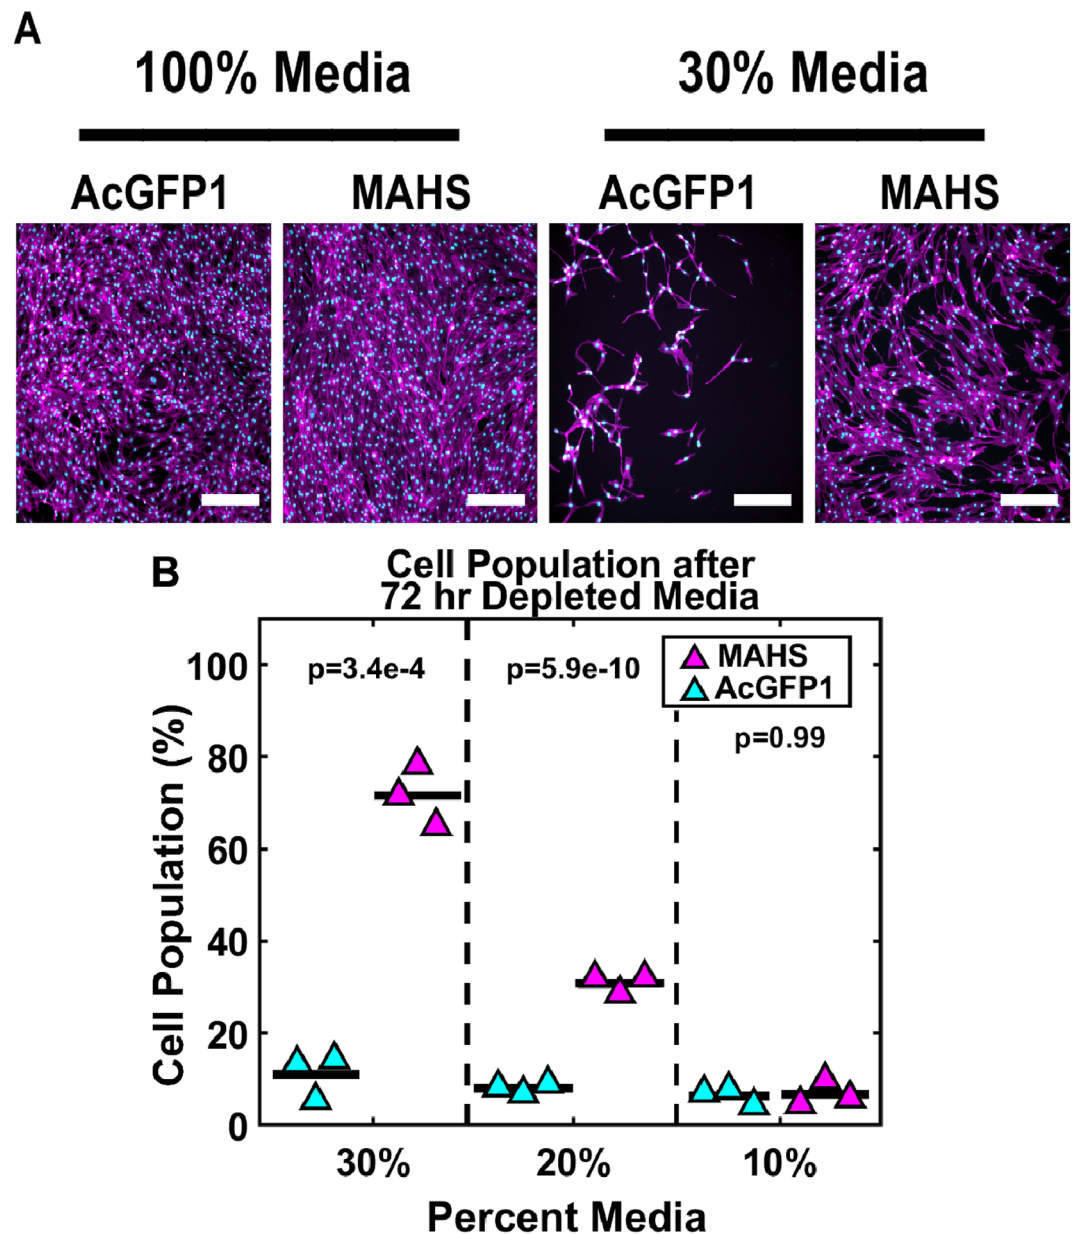 A
100% Media 30% Media
AcGFP1 MAHS AcGFP1 MAHS
B
Cell Population after
72 hr Depleted Media
Cell Population (%)
100
80
60
40
20
0
p=3.4e-4
p=5.9e-10
MAHS
AcGFP1
p=0.99
30% 20% 10%
Percent Media